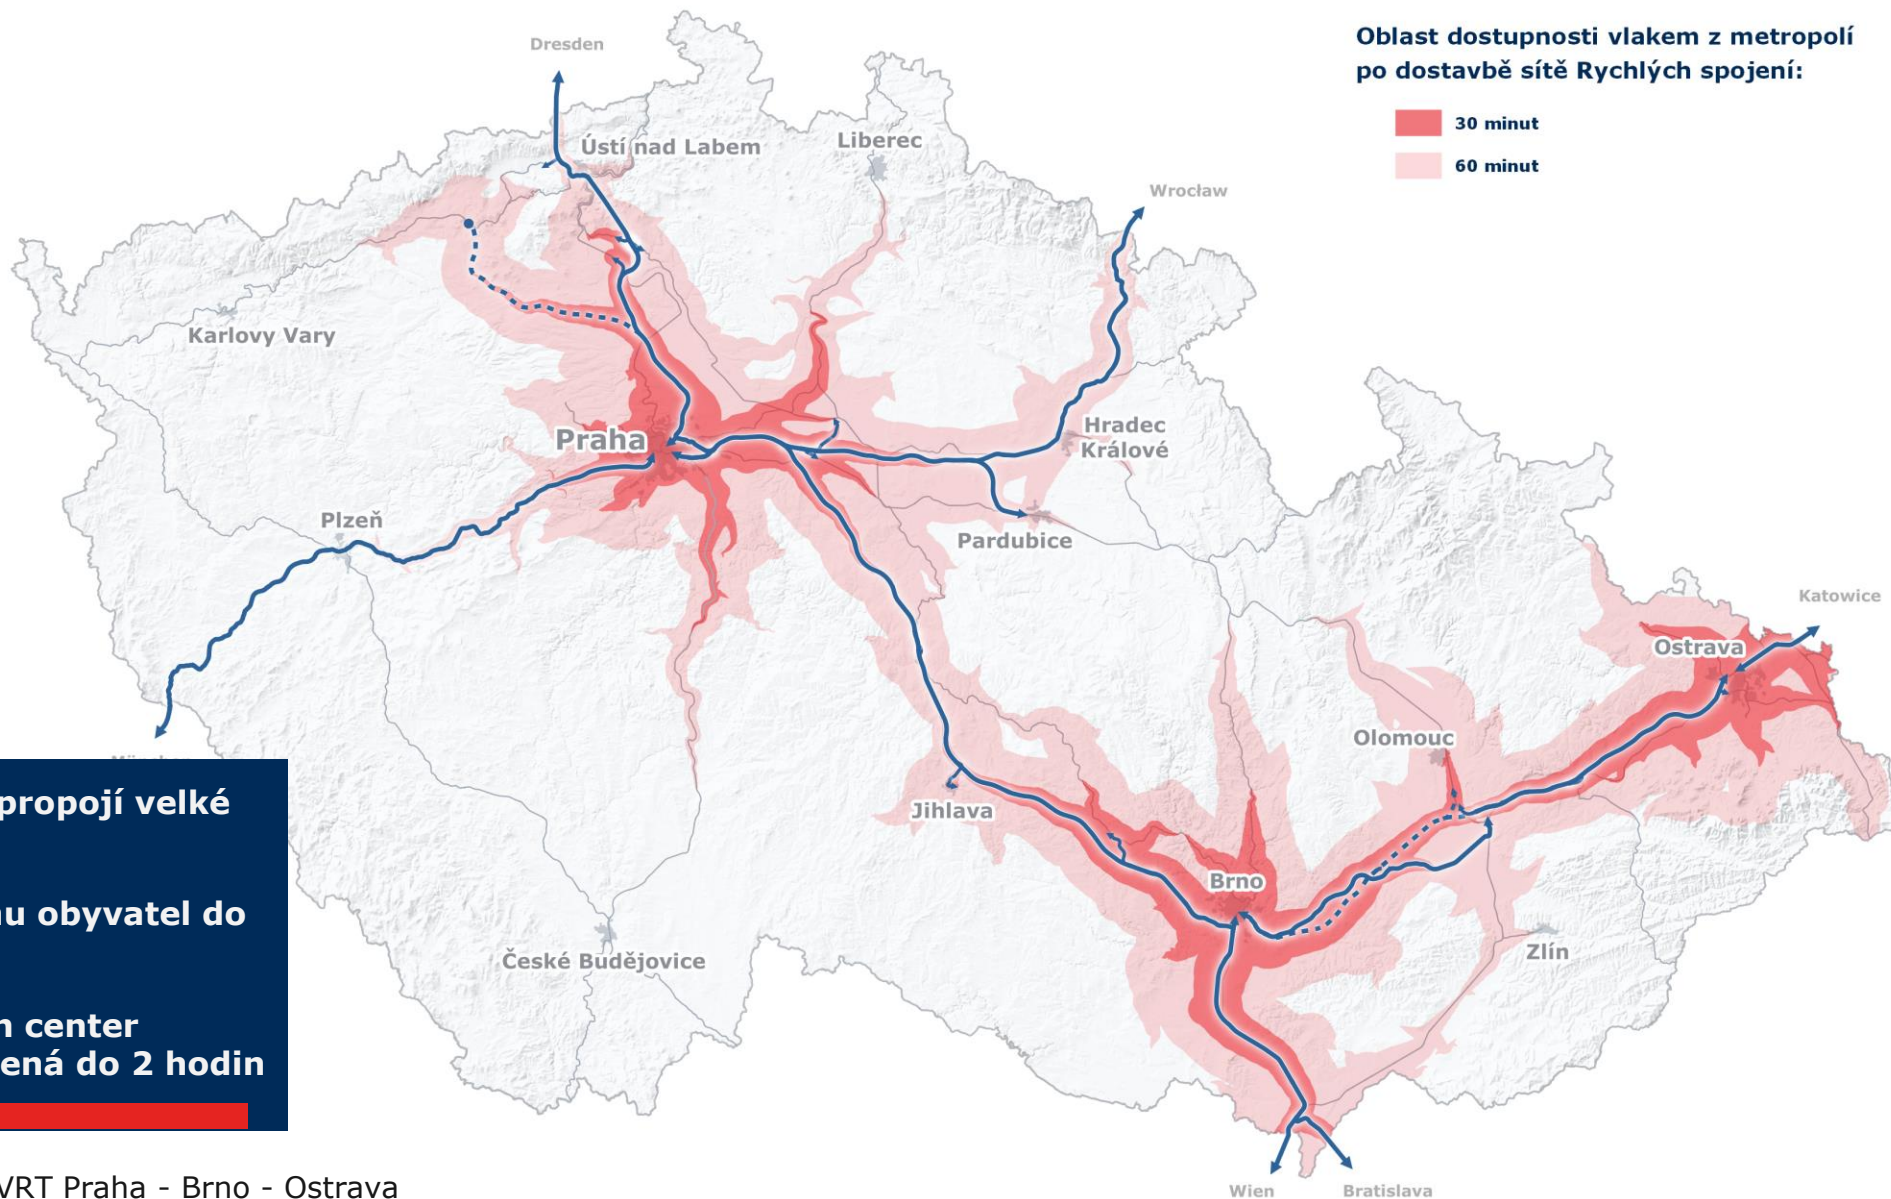 Oblast dostupnosti vlakem z metropolí
po dostavbě sítě Rychlých spojení:
30 minut
60 minut
Dresden
Ústí nad Labem
Liberec
Wrocław
Karlovy Vary
Praha
Hradec
Králové
Plzeň
Pardubice
Katowice
Ostrava
Olomouc
Jihlava
Brno
Zlín
České Budějovice
Wien
Bratislava
propojí velké
obyvatel do
center
do 2 hodin
VRT Praha - Brno - Ostrava